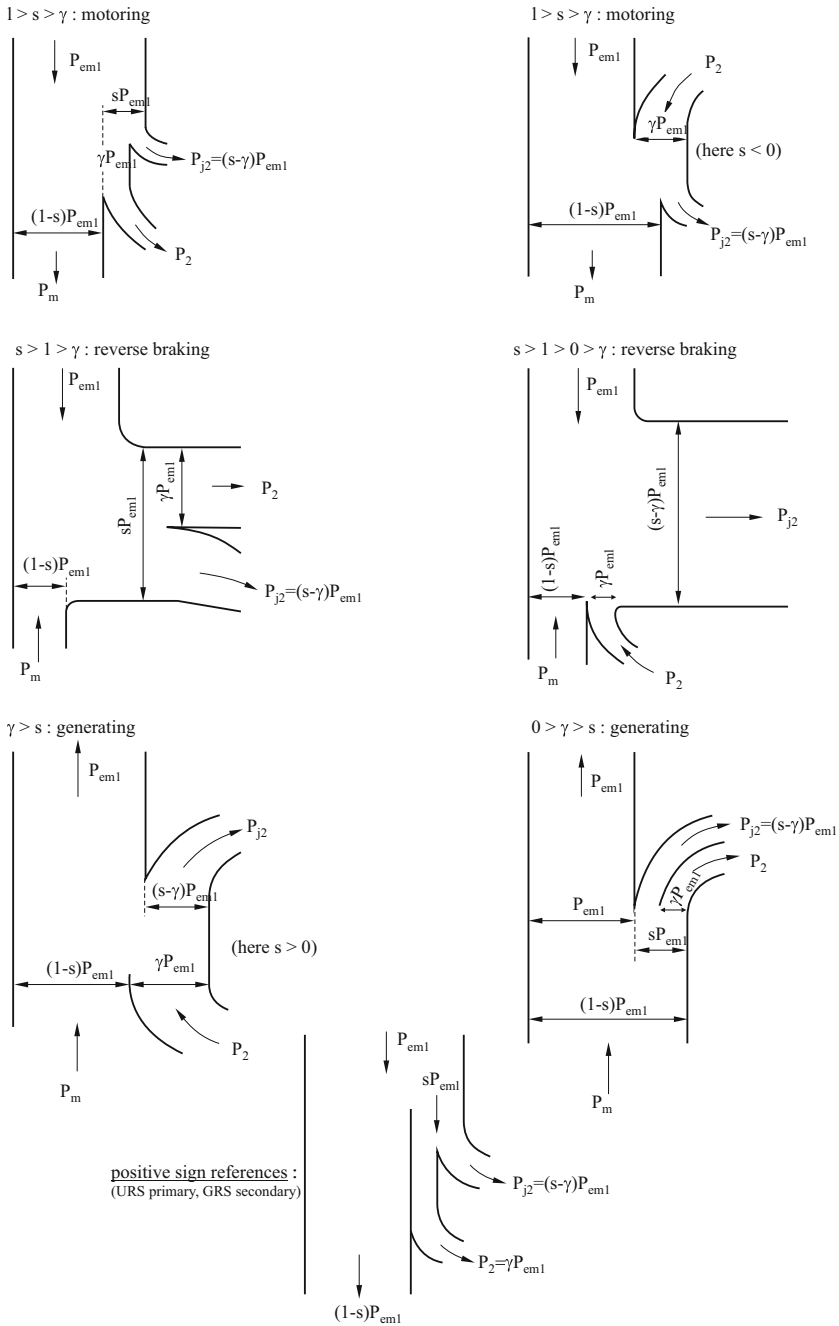 1 > s > γ : motoring
P_em1
sP_em1
γP_em1
P_j2=(s-γ)P_em1
(1-s)P_em1
P_2
P_m
1 > s > γ : motoring
P_em1
P_2
γP_em1
(here s < 0)
(1-s)P_em1
P_j2=(s-γ)P_em1
P_m
s > 1 > γ : reverse braking
P_em1
sP_em1
γP_em1
P_2
(1-s)P_em1
P_j2=(s-γ)P_em1
P_m
s > 1 > 0 > γ : reverse braking
P_em1
(s-γ)P_em1
P_j2
(1-s)P_em1
γP_em1
P_m
P_2
γ > s : generating
P_em1
P_j2
(s-γ)P_em1
(here s > 0)
(1-s)P_em1
γP_em1
P_2
P_m
0 > γ > s : generating
P_em1
P_j2=(s-γ)P_em1
P_2
γP_em1
P_em1
sP_em1
(1-s)P_em1
P_m
P_em1
sP_em1
positive sign references :
(URS primary, GRS secondary)
P_j2=(s-γ)P_em1
P_2=γP_em1
(1-s)P_em1